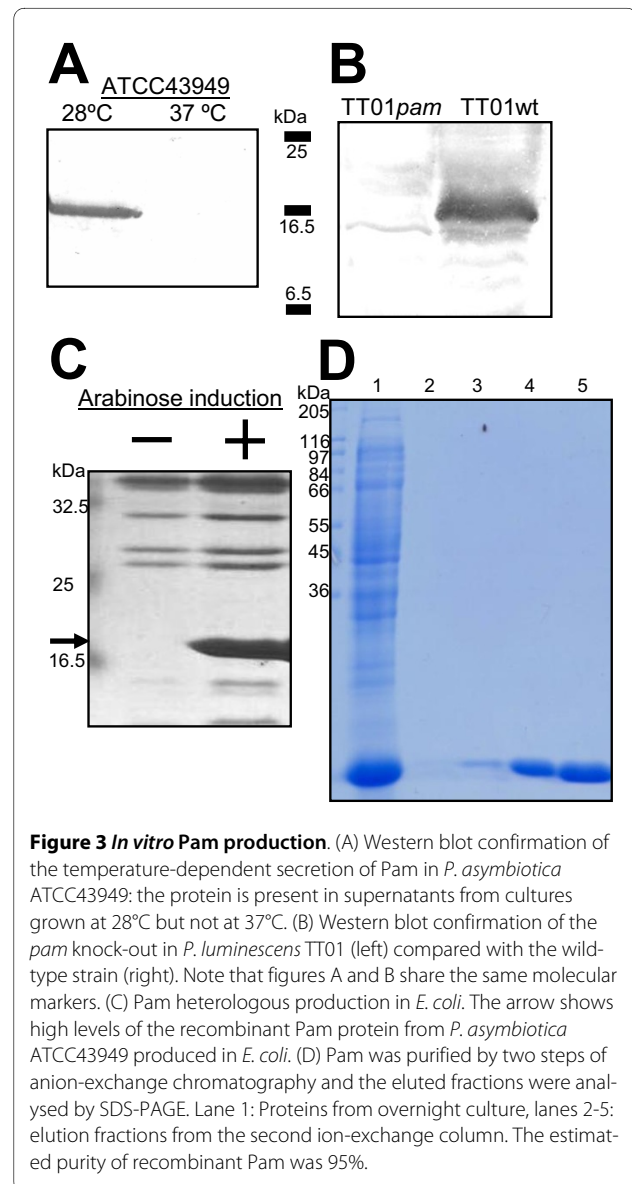 A
ATCC43949
28ºC 37 ºC
kDa
25
16.5
6.5
B
TT01pam TT01wt
C
Arabinose induction
— +
kDa
32.5
25
16.5
D
kDa
1 2 3 4 5
205
116
97
84
66
55
45
36
Figure 3 In vitro Pam production. (A) Western blot confirmation of
the temperature-dependent secretion of Pam in P. asymbiotica
ATCC43949: the protein is present in supernatants from cultures
grown at 28°C but not at 37°C. (B) Western blot confirmation of the
pam knock-out in P. luminescens TT01 (left) compared with the wild-
type strain (right). Note that figures A and B share the same molecular
markers. (C) Pam heterologous production in E. coli. The arrow shows
high levels of the recombinant Pam protein from P. asymbiotica
ATCC43949 produced in E. coli. (D) Pam was purified by two steps of
anion-exchange chromatography and the eluted fractions were anal-
ysed by SDS-PAGE. Lane 1: Proteins from overnight culture, lanes 2-5:
elution fractions from the second ion-exchange column. The estimat-
ed purity of recombinant Pam was 95%.